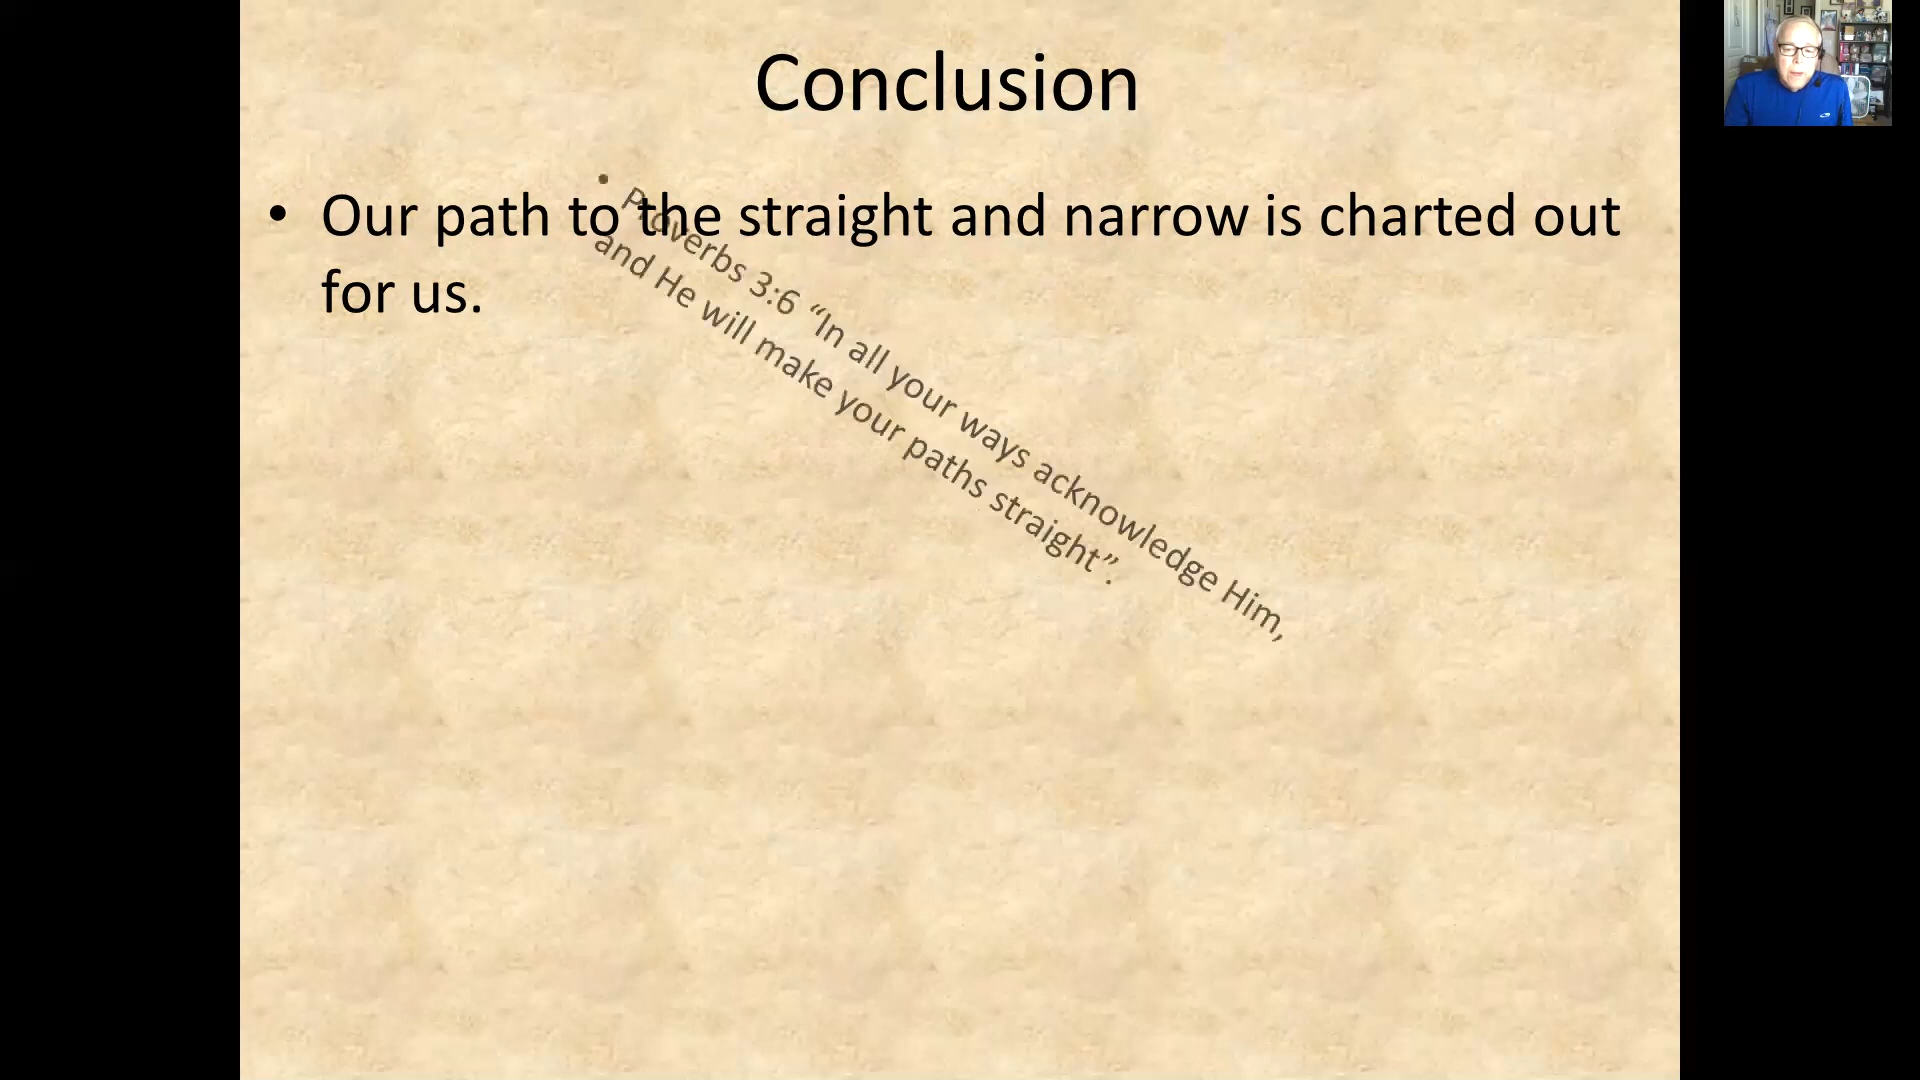 Conclusion
• Our path to the straight and narrow is charted out
for us.
• Proverbs 3:6 “In all your ways acknowledge Him,
and He will make your paths straight”.